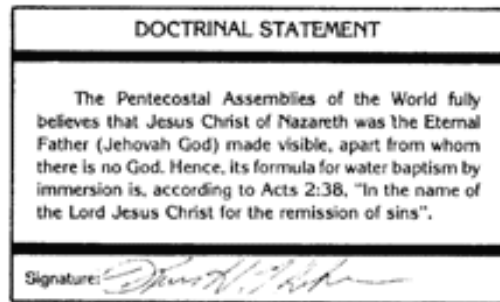 DOCTRINAL STATEMENT
The Pentecostal Assemblies of the World fully
believes that Jesus Christ of Nazareth was the Eternal
Father (Jehovah God) made visible, apart from whom
there is no God. Hence, its formula for water baptism by
immersion is, according to Acts 2:38, "In the name of
the Lord Jesus Christ for the remission of sins".
Signature: